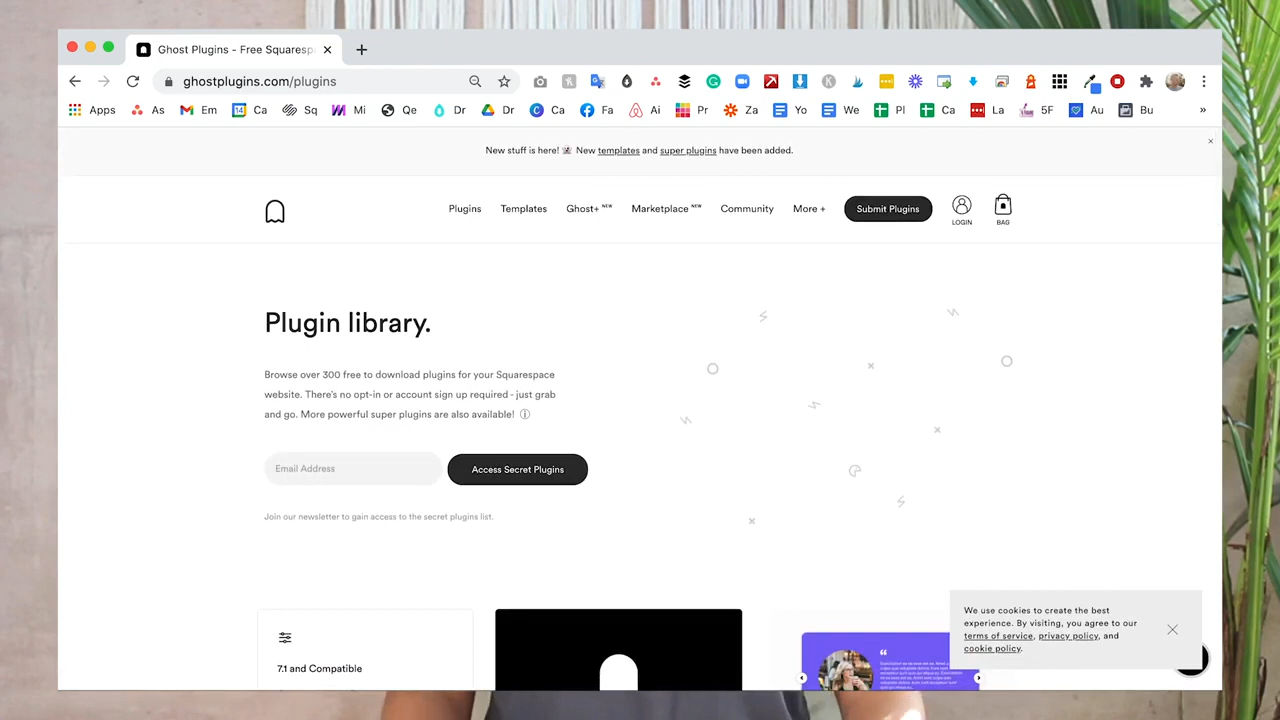 Ghost Plugins - Free Squaresp
ghostplugins.com/plugins
Apps As Em Ca Sq Mi Qe Dr Dr Ca Fa Ai Pr Za Yo We Pl Ca La 5F Au Bu »
New stuff is here! New templates and super plugins have been added.
Plugins Templates Ghost+ NEW Marketplace NEW Community More + Submit Plugins LOGIN BAG
Plugin library.
Browse over 300 free to download plugins for your Squarespace
website. There's no opt-in or account sign up required - just grab
and go. More powerful super plugins are also available!
Email Address Access Secret Plugins
Join our newsletter to gain access to the secret plugins list.
7.1 and Compatible
We use cookies to create the best
experience. By visiting, you agree to our
terms of service, privacy policy, and
cookie policy.